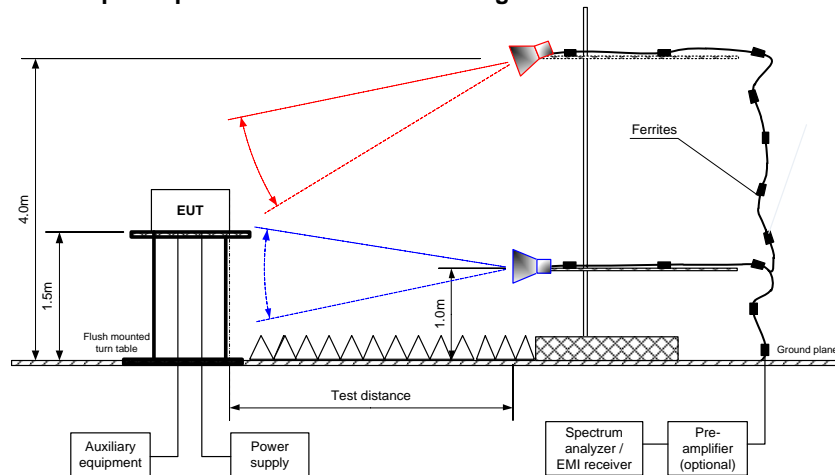 4.0m
Ferrites
EUT
1.5m
1.0m
Flush mounted
turn table
Ground plane
Test distance
Auxiliary
equipment
Power
supply
Spectrum
analyzer /
EMI receiver
Pre-
amplifier
(optional)